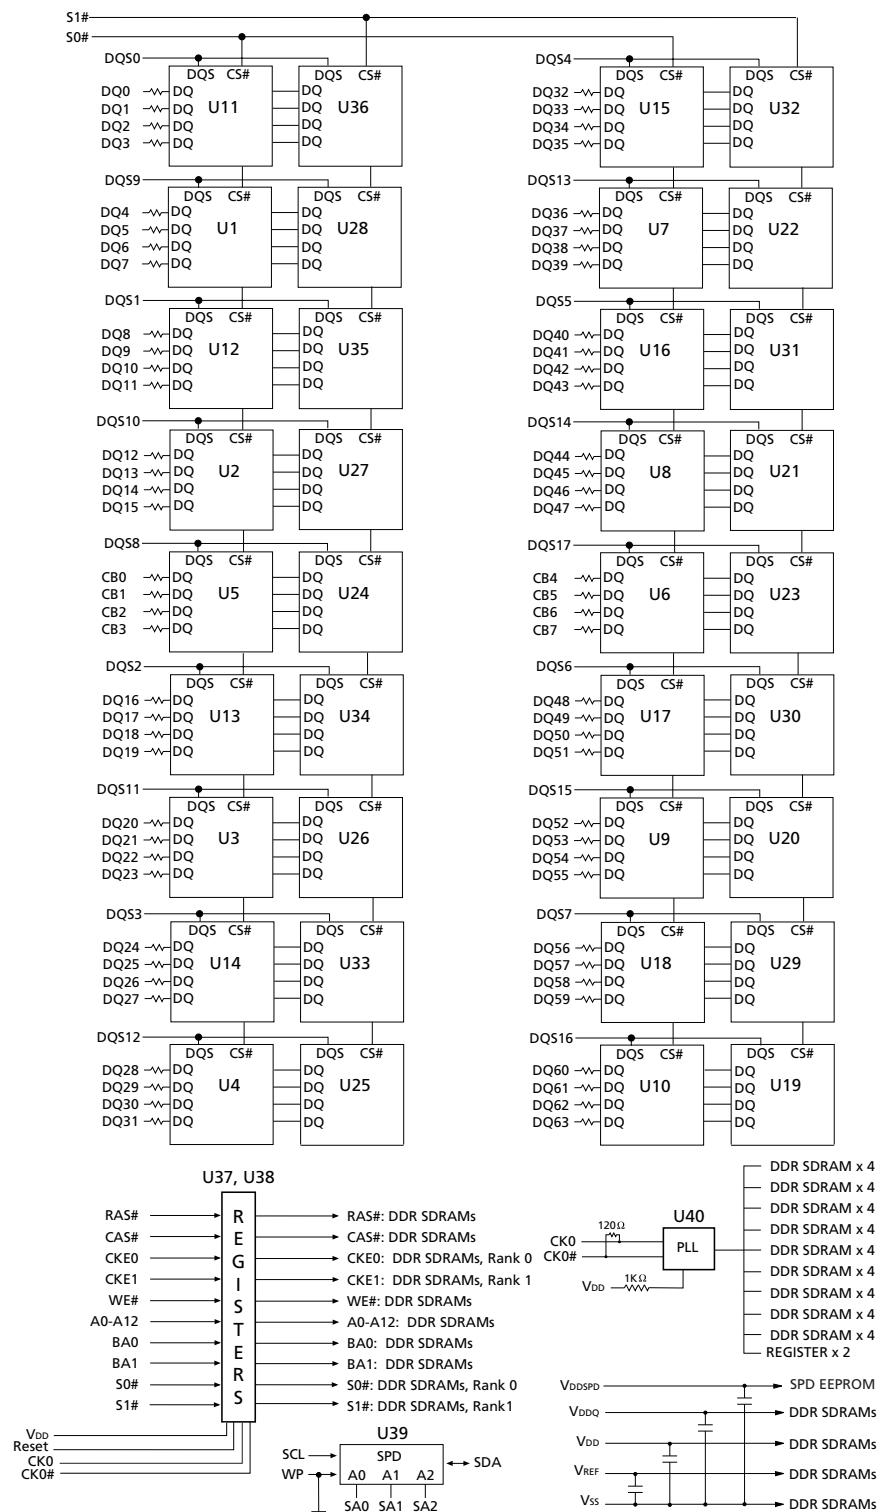 S1#
S0#
DQS0
DQS CS# DQS CS#
DQ0 DQ U11 DQ U36
DQ1 DQ DQ
DQ2 DQ DQ
DQ3 DQ DQ
DQS9
DQS CS# DQS CS#
DQ4 DQ U1 DQ U28
DQ5 DQ DQ
DQ6 DQ DQ
DQ7 DQ DQ
DQS1
DQS CS# DQS CS#
DQ8 DQ U12 DQ U35
DQ9 DQ DQ
DQ10 DQ DQ
DQ11 DQ DQ
DQS10
DQS CS# DQS CS#
DQ12 DQ U2 DQ U27
DQ13 DQ DQ
DQ14 DQ DQ
DQ15 DQ DQ
DQS8
DQS CS# DQS CS#
CB0 DQ U5 DQ U24
CB1 DQ DQ
CB2 DQ DQ
CB3 DQ DQ
DQS2
DQS CS# DQS CS#
DQ16 DQ U13 DQ U34
DQ17 DQ DQ
DQ18 DQ DQ
DQ19 DQ DQ
DQS11
DQS CS# DQS CS#
DQ20 DQ U3 DQ U26
DQ21 DQ DQ
DQ22 DQ DQ
DQ23 DQ DQ
DQS3
DQS CS# DQS CS#
DQ24 DQ U14 DQ U33
DQ25 DQ DQ
DQ26 DQ DQ
DQ27 DQ DQ
DQS12
DQS CS# DQS CS#
DQ28 DQ U4 DQ U25
DQ29 DQ DQ
DQ30 DQ DQ
DQ31 DQ DQ
DQS4
DQS CS# DQS CS#
DQ32 DQ U15 DQ U32
DQ33 DQ DQ
DQ34 DQ DQ
DQ35 DQ DQ
DQS13
DQS CS# DQS CS#
DQ36 DQ U7 DQ U22
DQ37 DQ DQ
DQ38 DQ DQ
DQ39 DQ DQ
DQS5
DQS CS# DQS CS#
DQ40 DQ U16 DQ U31
DQ41 DQ DQ
DQ42 DQ DQ
DQ43 DQ DQ
DQS14
DQS CS# DQS CS#
DQ44 DQ U8 DQ U21
DQ45 DQ DQ
DQ46 DQ DQ
DQ47 DQ DQ
DQS17
DQS CS# DQS CS#
CB4 DQ U6 DQ U23
CB5 DQ DQ
CB6 DQ DQ
CB7 DQ DQ
DQS6
DQS CS# DQS CS#
DQ48 DQ U17 DQ U30
DQ49 DQ DQ
DQ50 DQ DQ
DQ51 DQ DQ
DQS15
DQS CS# DQS CS#
DQ52 DQ U9 DQ U20
DQ53 DQ DQ
DQ54 DQ DQ
DQ55 DQ DQ
DQS7
DQS CS# DQS CS#
DQ56 DQ U18 DQ U29
DQ57 DQ DQ
DQ58 DQ DQ
DQ59 DQ DQ
DQS16
DQS CS# DQS CS#
DQ60 DQ U10 DQ U19
DQ61 DQ DQ
DQ62 DQ DQ
DQ63 DQ DQ
U37, U38
REGISTERS
RAS# RAS#: DDR SDRAMs
CAS# CAS#: DDR SDRAMs
CKE0 CKE0: DDR SDRAMs, Rank 0
CKE1 CKE1: DDR SDRAMs, Rank 1
WE# WE#: DDR SDRAMs
A0-A12 A0-A12: DDR SDRAMs
BA0 BA0: DDR SDRAMs
BA1 BA1: DDR SDRAMs
S0# S0#: DDR SDRAMs, Rank 0
S1# S1#: DDR SDRAMs, Rank1
VDD
Reset
CK0
CK0#
U39
SCL SPD SDA
WP A0 A1 A2
SA0 SA1 SA2
U40
120Ω
CK0 PLL
CK0#
VDD 1KΩ
DDR SDRAM x 4
DDR SDRAM x 4
DDR SDRAM x 4
DDR SDRAM x 4
DDR SDRAM x 4
DDR SDRAM x 4
DDR SDRAM x 4
DDR SDRAM x 4
DDR SDRAM x 4
REGISTER x 2
VDDSPD SPD EEPROM
VDDQ DDR SDRAMs
VDD DDR SDRAMs
VREF DDR SDRAMs
VSS DDR SDRAMs